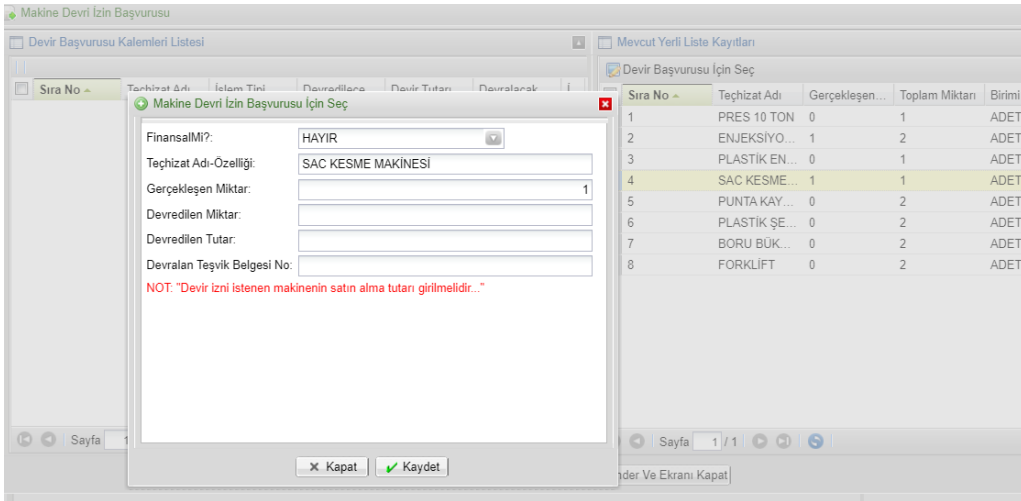 Makine Devri İzin Başvurusu
Devir Başvurusu Kalemleri Listesi
Sıra No Teçhizat Adı İşlem Tipi Devredilece Devir Tutarı Devralacak
Makine Devri İzin Başvurusu İçin Seç
FinansalMi?: HAYIR
Teçhizat Adı-Özelliği: SAC KESME MAKİNESİ
Gerçekleşen Miktar: 1
Devredilen Miktar:
Devredilen Tutar:
Devralan Teşvik Belgesi No:
NOT: "Devir izni istenen makinenin satın alma tutarı girilmelidir..."
Kapat Kaydet
Sayfa 1
Mevcut Yerli Liste Kayıtları
Devir Başvurusu İçin Seç
Sıra No Teçhizat Adı Gerçekleşen... Toplam Miktarı Birimi
1 PRES 10 TON 0 1 ADET
2 ENJEKSİYO... 1 2 ADET
3 PLASTİK EN... 0 1 ADET
4 SAC KESME... 1 1 ADET
5 PUNTA KAY... 0 2 ADET
6 PLASTİK ŞE... 0 2 ADET
7 BORU BÜK... 0 2 ADET
8 FORKLİFT 0 2 ADET
Sayfa 1 / 1
nder Ve Ekranı Kapat